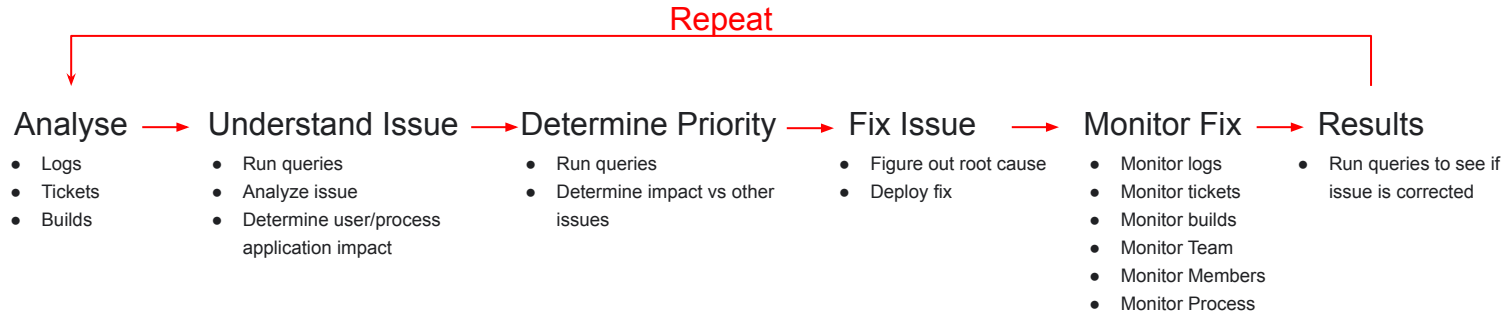 Repeat
Analyse
● Logs
● Tickets
● Builds
Understand Issue
● Run queries
● Analyze issue
● Determine user/process
application impact
Determine Priority
● Run queries
● Determine impact vs other
issues
Fix Issue
● Figure out root cause
● Deploy fix
Monitor Fix
● Monitor logs
● Monitor tickets
● Monitor builds
● Monitor Team
● Monitor Members
● Monitor Process
Results
● Run queries to see if
issue is corrected